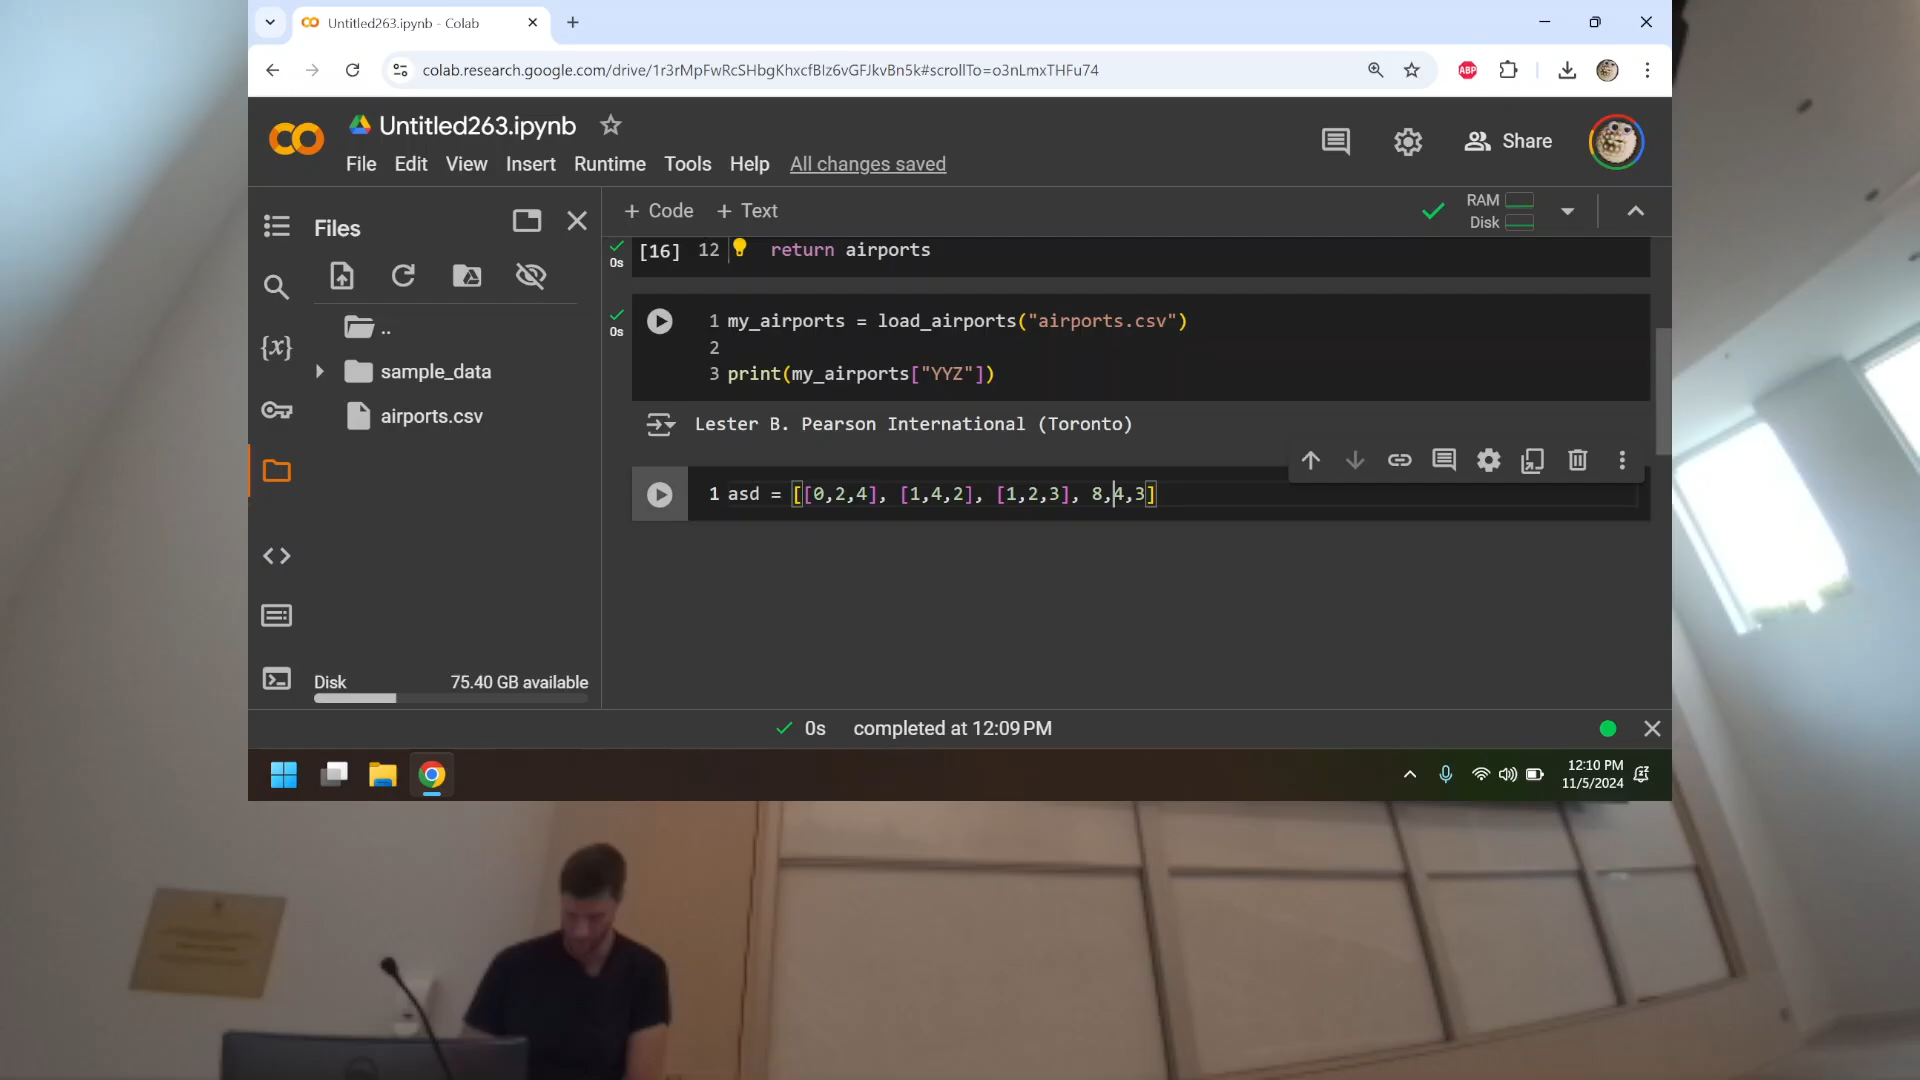 Untitled263.ipynb - Colab
colab.research.google.com/drive/1r3rMpFwRcSHbgKhxcfBIz6vGFJkvBn5k#scrollTo=o3nLmxTHFu74
ABP
Untitled263.ipynb
Share
File Edit View Insert Runtime Tools Help All changes saved
Files
+ Code + Text
RAM
Disk
[16] 12 return airports
0s
..
sample_data
airports.csv
0s
1 my_airports = load_airports("airports.csv")
2
3 print(my_airports["YYZ"])
Lester B. Pearson International (Toronto)
1 asd = [[0,2,4], [1,4,2], [1,2,3], 8,4,3]
Disk 75.40 GB available
0s completed at 12:09 PM
12:10 PM
11/5/2024